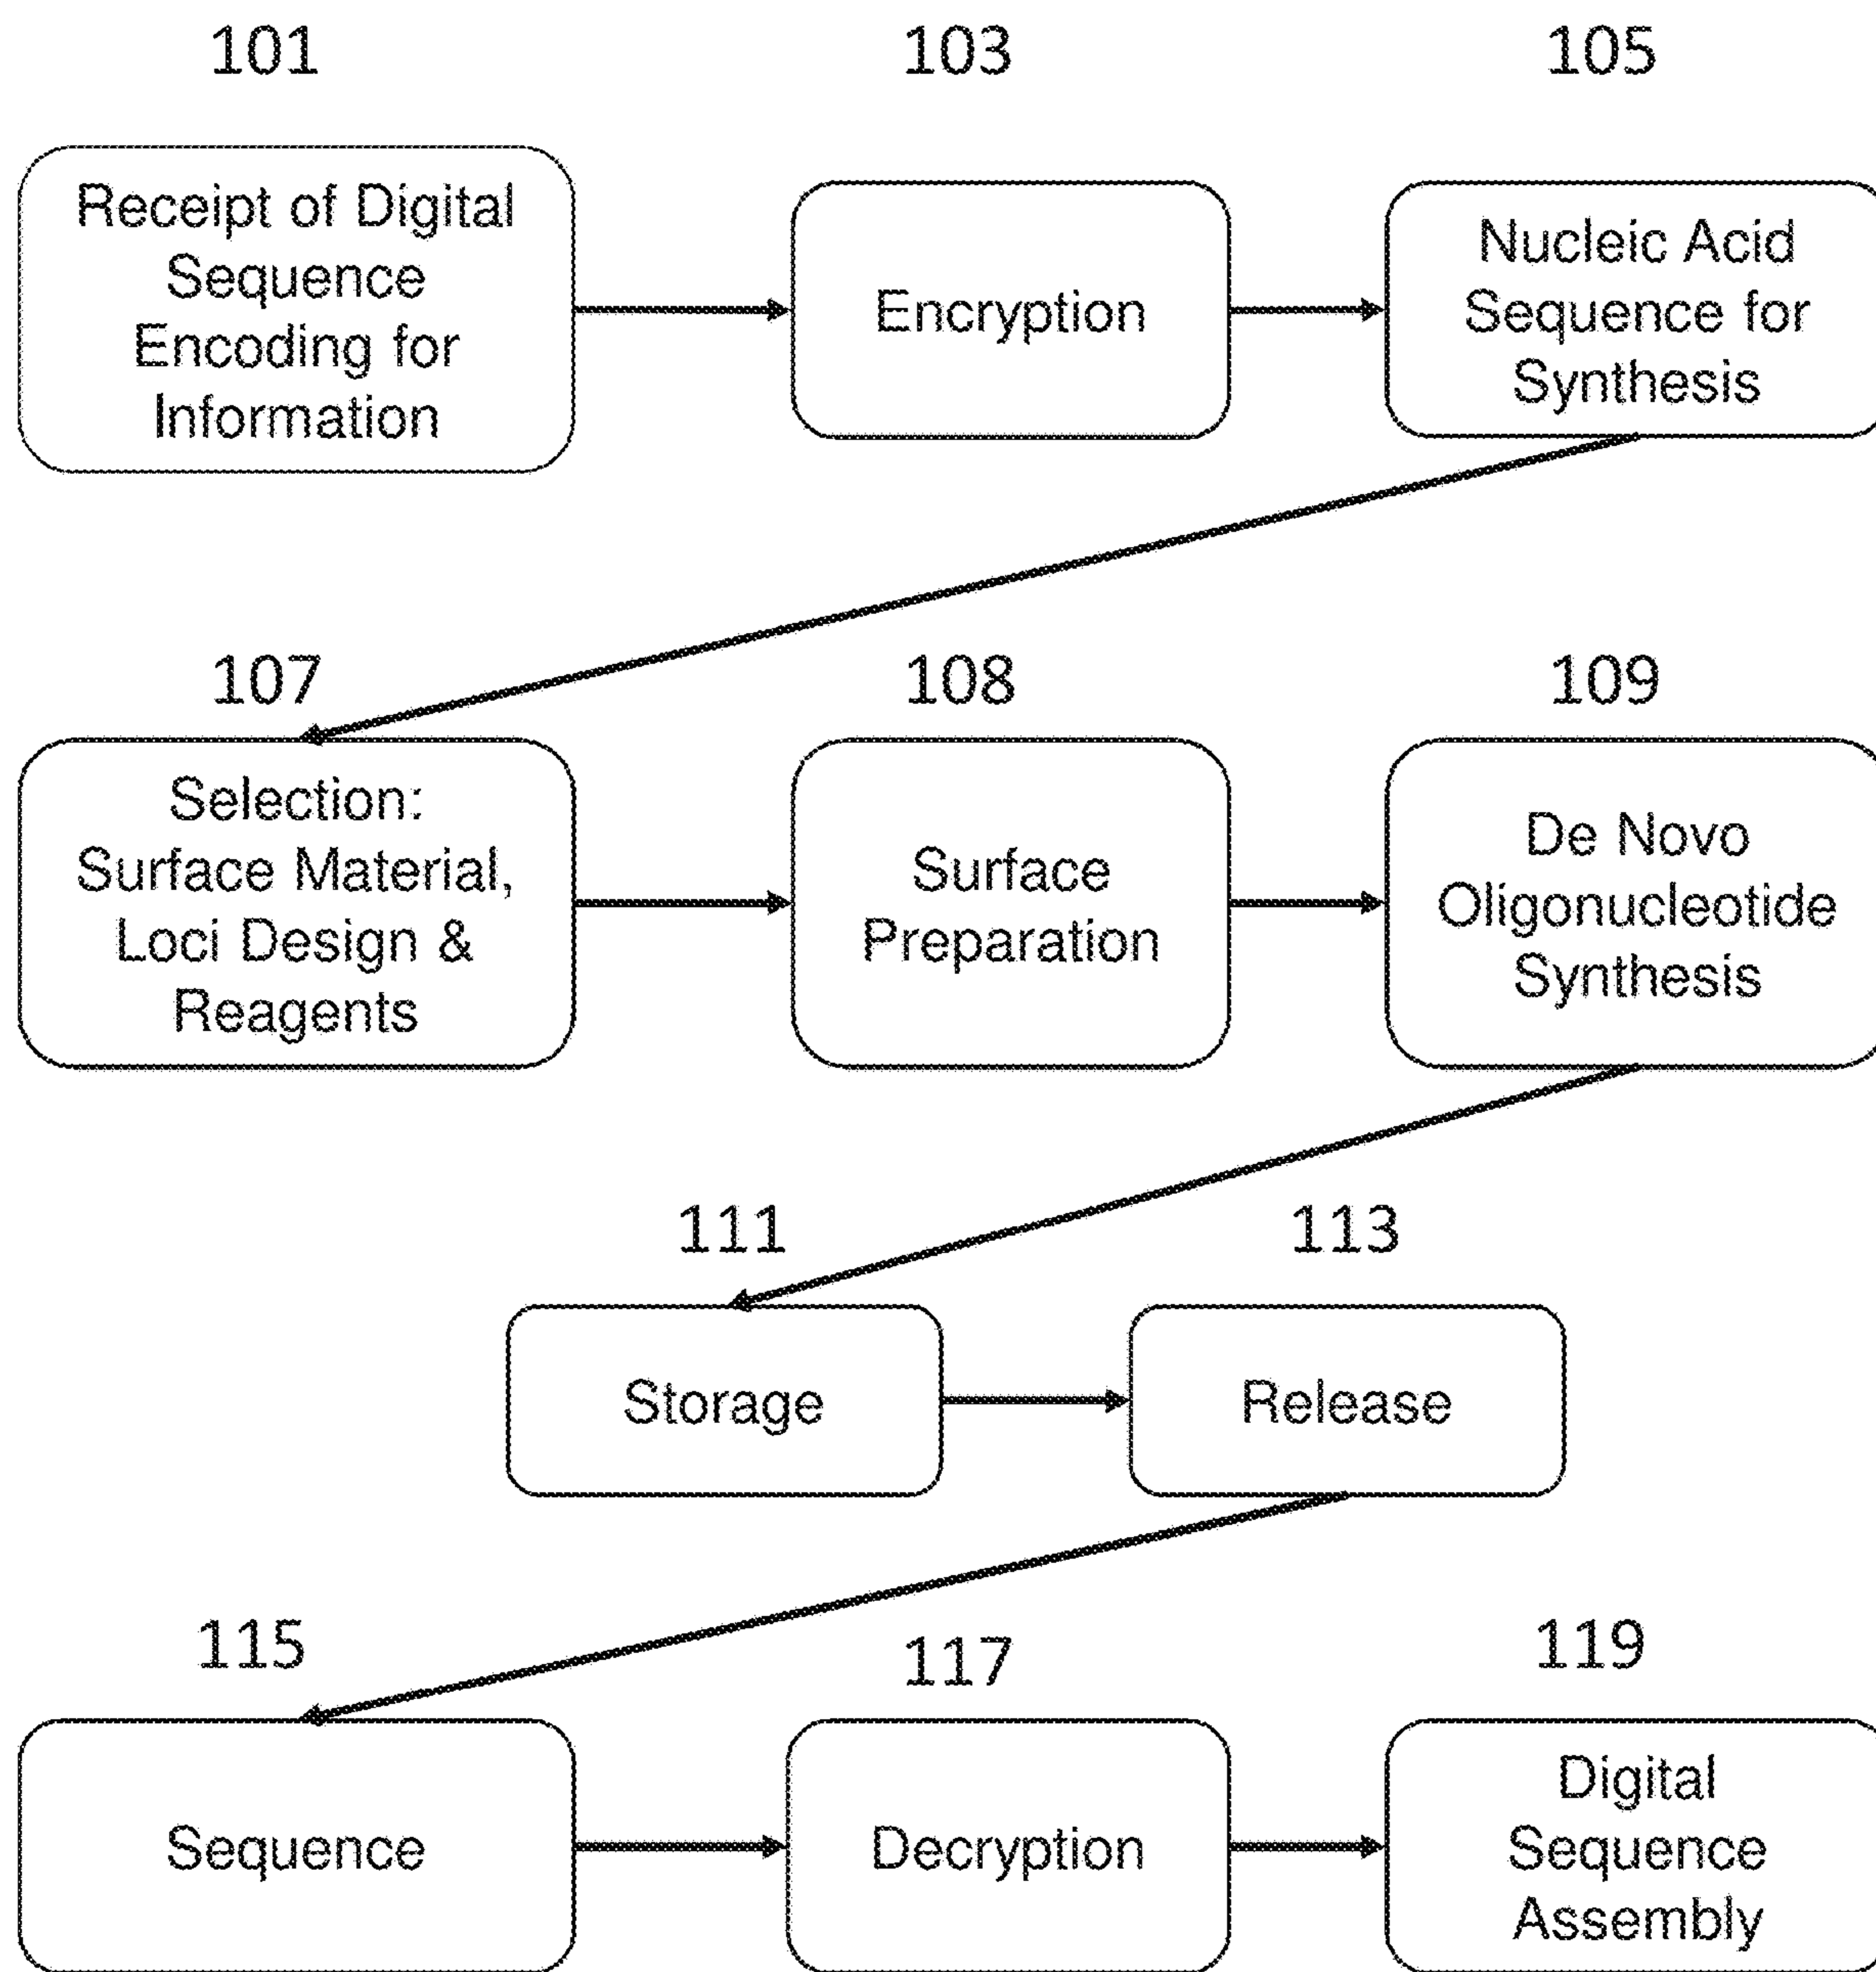 101
103
105
Receipt of Digital
Sequence
Encoding for
Information
Encryption
Nucleic Acid
Sequence for
Synthesis
107
108
109
Selection:
Surface Material,
Loci Design &
Reagents
Surface
Preparation
De Novo
Oligonucleotide
Synthesis
111
113
Storage
Release
115
117
119
Sequence
Decryption
Digital
Sequence
Assembly